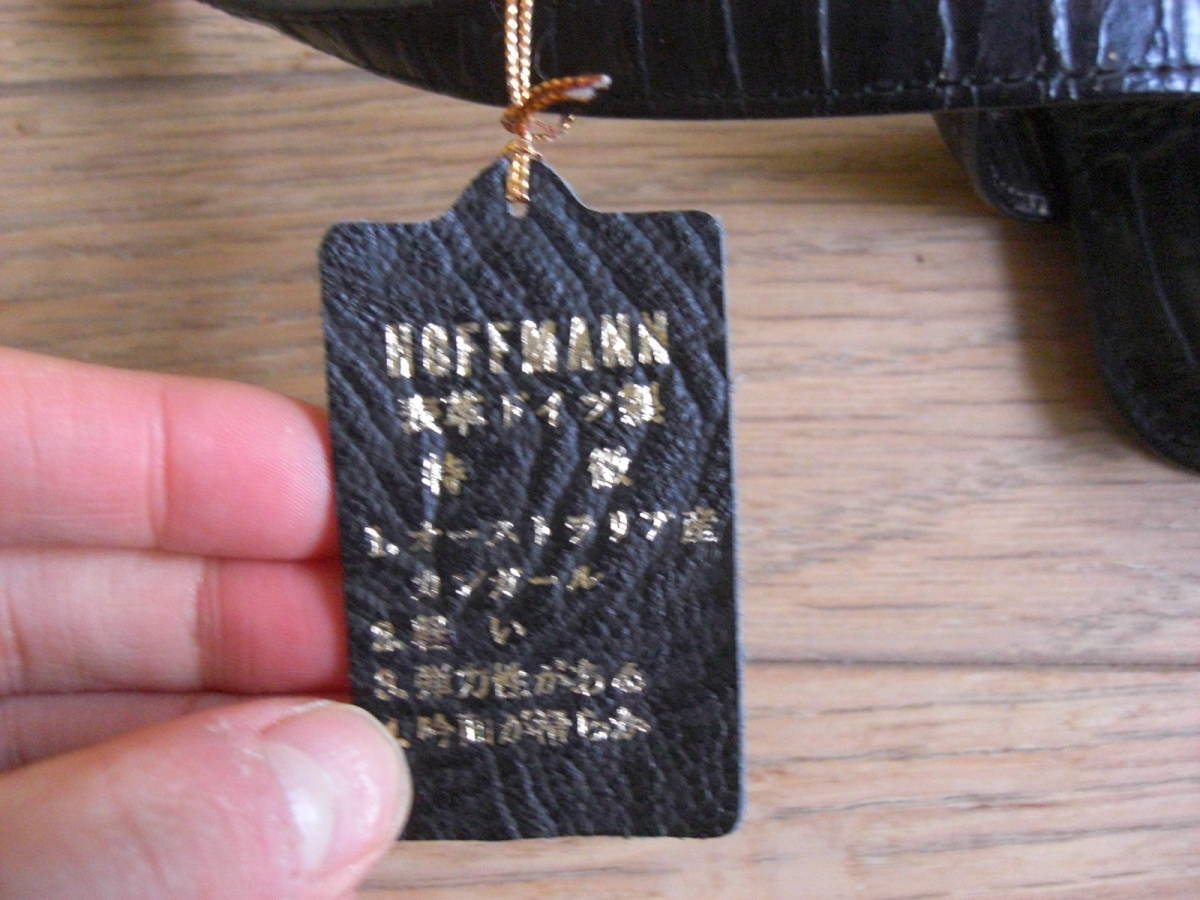 HOFFMANN
表革ドイツ製
特 徴
1.オーストラリア産
カンガール
2.軽 い
3.弾力性がある
4.吟面が滑らか